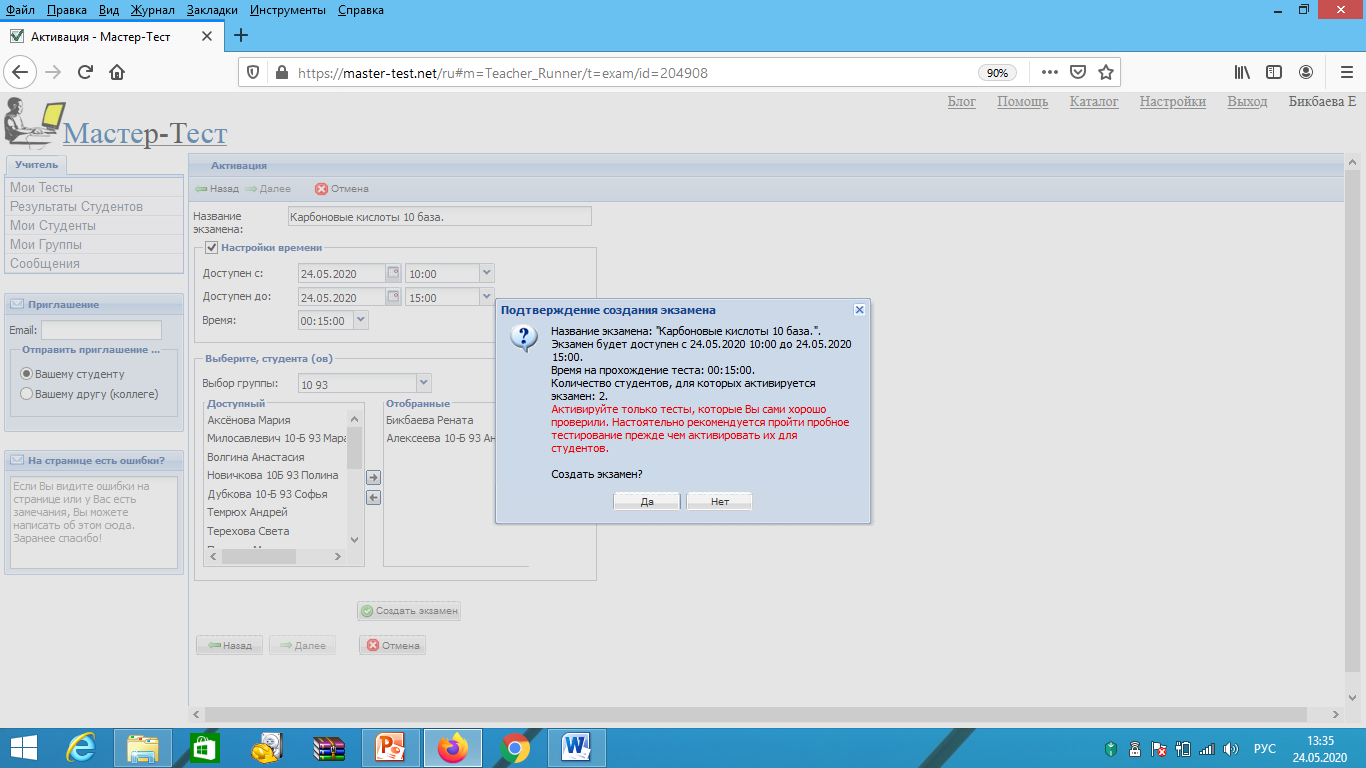 Файл Правка Вид Журнал Закладки Инструменты Справка
Активация - Мастер-Тест
https://master-test.net/ru#m=Teacher_Runner/t=exam/id=204908
90%
Блог Помощь Каталог Настройки Выход Бикбаева Е
Мастер-Тест
Учитель
Мои Тесты
Результаты Студентов
Мои Студенты
Мои Группы
Сообщения
Приглашение
Email:
Отправить приглашение ...
Вашему студенту
Вашему другу (коллеге)
На странице есть ошибки?
Если Вы видите ошибки на
странице или у Вас есть
замечания, Вы можете
написать об этом сюда.
Заранее спасибо!
Активация
Назад Далее Отмена
Название
экзамена:
Карбоновые кислоты 10 база.
Настройки времени
Доступен с: 24.05.2020 10:00
Доступен до: 24.05.2020 15:00
Время: 00:15:00
Выберите, студента (ов)
Выбор группы: 10 93
Доступный
Аксёнова Мария
Милосавлевич 10-Б 93 Мара
Волгина Анастасия
Новичкова 10Б 93 Полина
Дубкова 10-Б 93 Софья
Темрюх Андрей
Терехова Света
Отобранные
Бикбаева Рената
Алексеева 10-Б 93 Ан
Создать экзамен
Назад Далее Отмена
Подтверждение создания экзамена
Название экзамена: "Карбоновые кислоты 10 база.".
Экзамен будет доступен с 24.05.2020 10:00 до 24.05.2020
15:00.
Время на прохождение теста: 00:15:00.
Количество студентов, для которых активируется
экзамен: 2.
Активируйте только тесты, которые Вы сами хорошо
проверили. Настоятельно рекомендуется пройти пробное
тестирование прежде чем активировать их для
студентов.
Создать экзамен?
Да Нет
РУС
13:35
24.05.2020